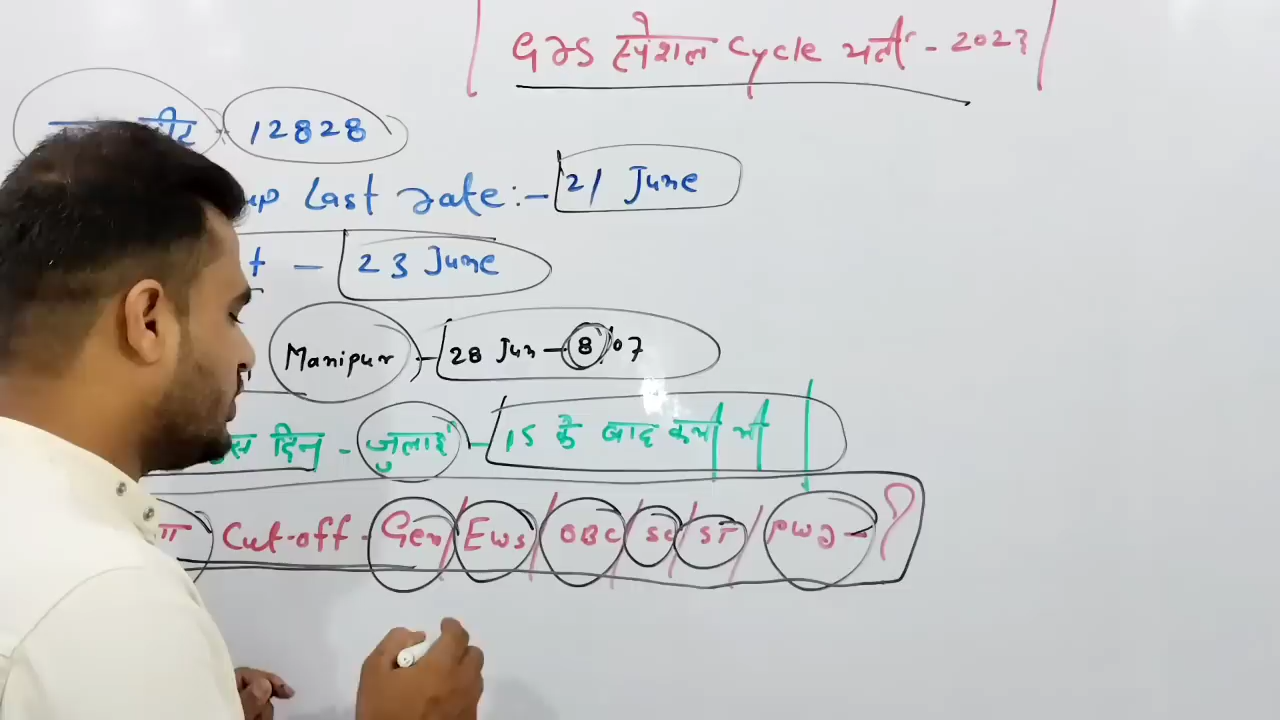 GDS स्पेशल Cycle भर्ती - 2023
12828
up Last Date:- 21 June
23 June
Manipur - 28 Jun - 8/07
दिन - जुलाई - 15 के बाद कभी भी
Cut-off - Gen/EWS/OBC/SC/ST/PWD - ?